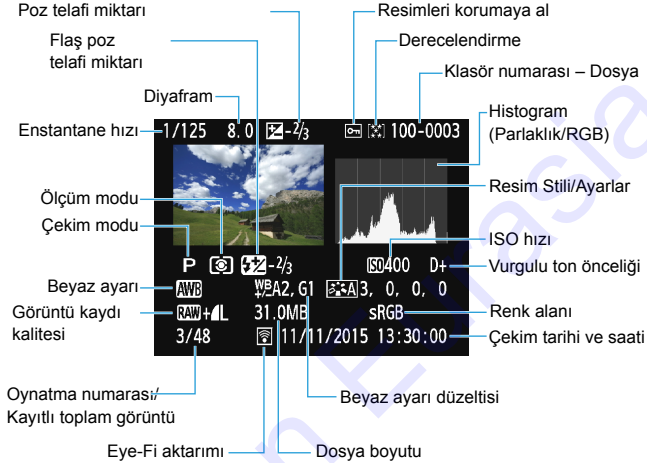 Poz telafi miktarı
Resimleri korumaya al
Flaş poz
telafi miktarı
Derecelendirme
Klasör numarası – Dosya
Diyafram
Histogram
(Parlaklık/RGB)
Enstantane hızı
1/125 8.0 -2/3 100-0003
Ölçüm modu
Resim Stili/Ayarlar
Çekim modu
ISO hızı
P -2/3 ISO400 D+
Vurgulu ton önceliği
Beyaz ayarı
AWB WB+/-A2, G1 A3, 0, 0, 0
Görüntü kaydı
kalitesi
RAW+L 31.0MB sRGB
Renk alanı
3/48 11/11/2015 13:30:00
Çekim tarihi ve saati
Oynatma numarası/
Kayıtlı toplam görüntü
Beyaz ayarı düzeltisi
Eye-Fi aktarımı
Dosya boyutu